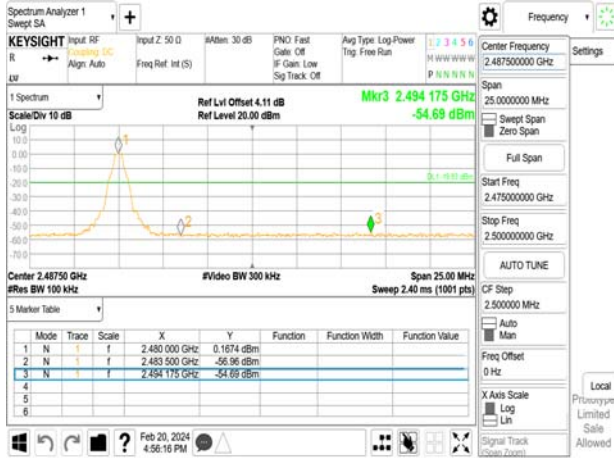 Spectrum Analyzer 1
Swept SA
+
Frequency
KEYSIGHT
R
Input: RF
Coupling: DC
Align: Auto
Input Z: 50 Ω
Freq Ref: Int (S)
#Atten: 30 dB
PNO: Fast
Gate: Off
IF Gain: Low
Sig Track: Off
Avg Type: Log-Power
Trig: Free Run
1 2 3 4 5 6
M W W W W W
P N N N N N
1 Spectrum
Scale/Div 10 dB
Ref Lvl Offset 4.11 dB
Ref Level 20.00 dBm
Mkr3 2.494 175 GHz
-54.69 dBm
Log
10.0
0.00
-10.0
-20.0
-30.0
-40.0
-50.0
-60.0
-70.0
1
2
3
Center 2.48750 GHz
#Res BW 100 kHz
#Video BW 300 kHz
Span 25.00 MHz
Sweep 2.40 ms (1001 pts)
5 Marker Table
Mode Trace Scale X Y Function Function Width Function Value
1 N 1 f 2.480 000 GHz 0.1674 dBm
2 N 1 f 2.483 500 GHz -56.96 dBm
3 N 1 f 2.494 175 GHz -54.69 dBm
4
5
6
Feb 20, 2024
4:56:16 PM
Center Frequency
2.487500000 GHz
Settings
Span
25.0000000 MHz
Swept Span
Zero Span
Full Span
Start Freq
2.475000000 GHz
Stop Freq
2.500000000 GHz
AUTO TUNE
CF Step
2.500000 MHz
Auto
Man
Freq Offset
0 Hz
X Axis Scale
Log
Lin
Signal Track
(Span Zoom)
Local
Prototype
Limited
Sale
Allowed